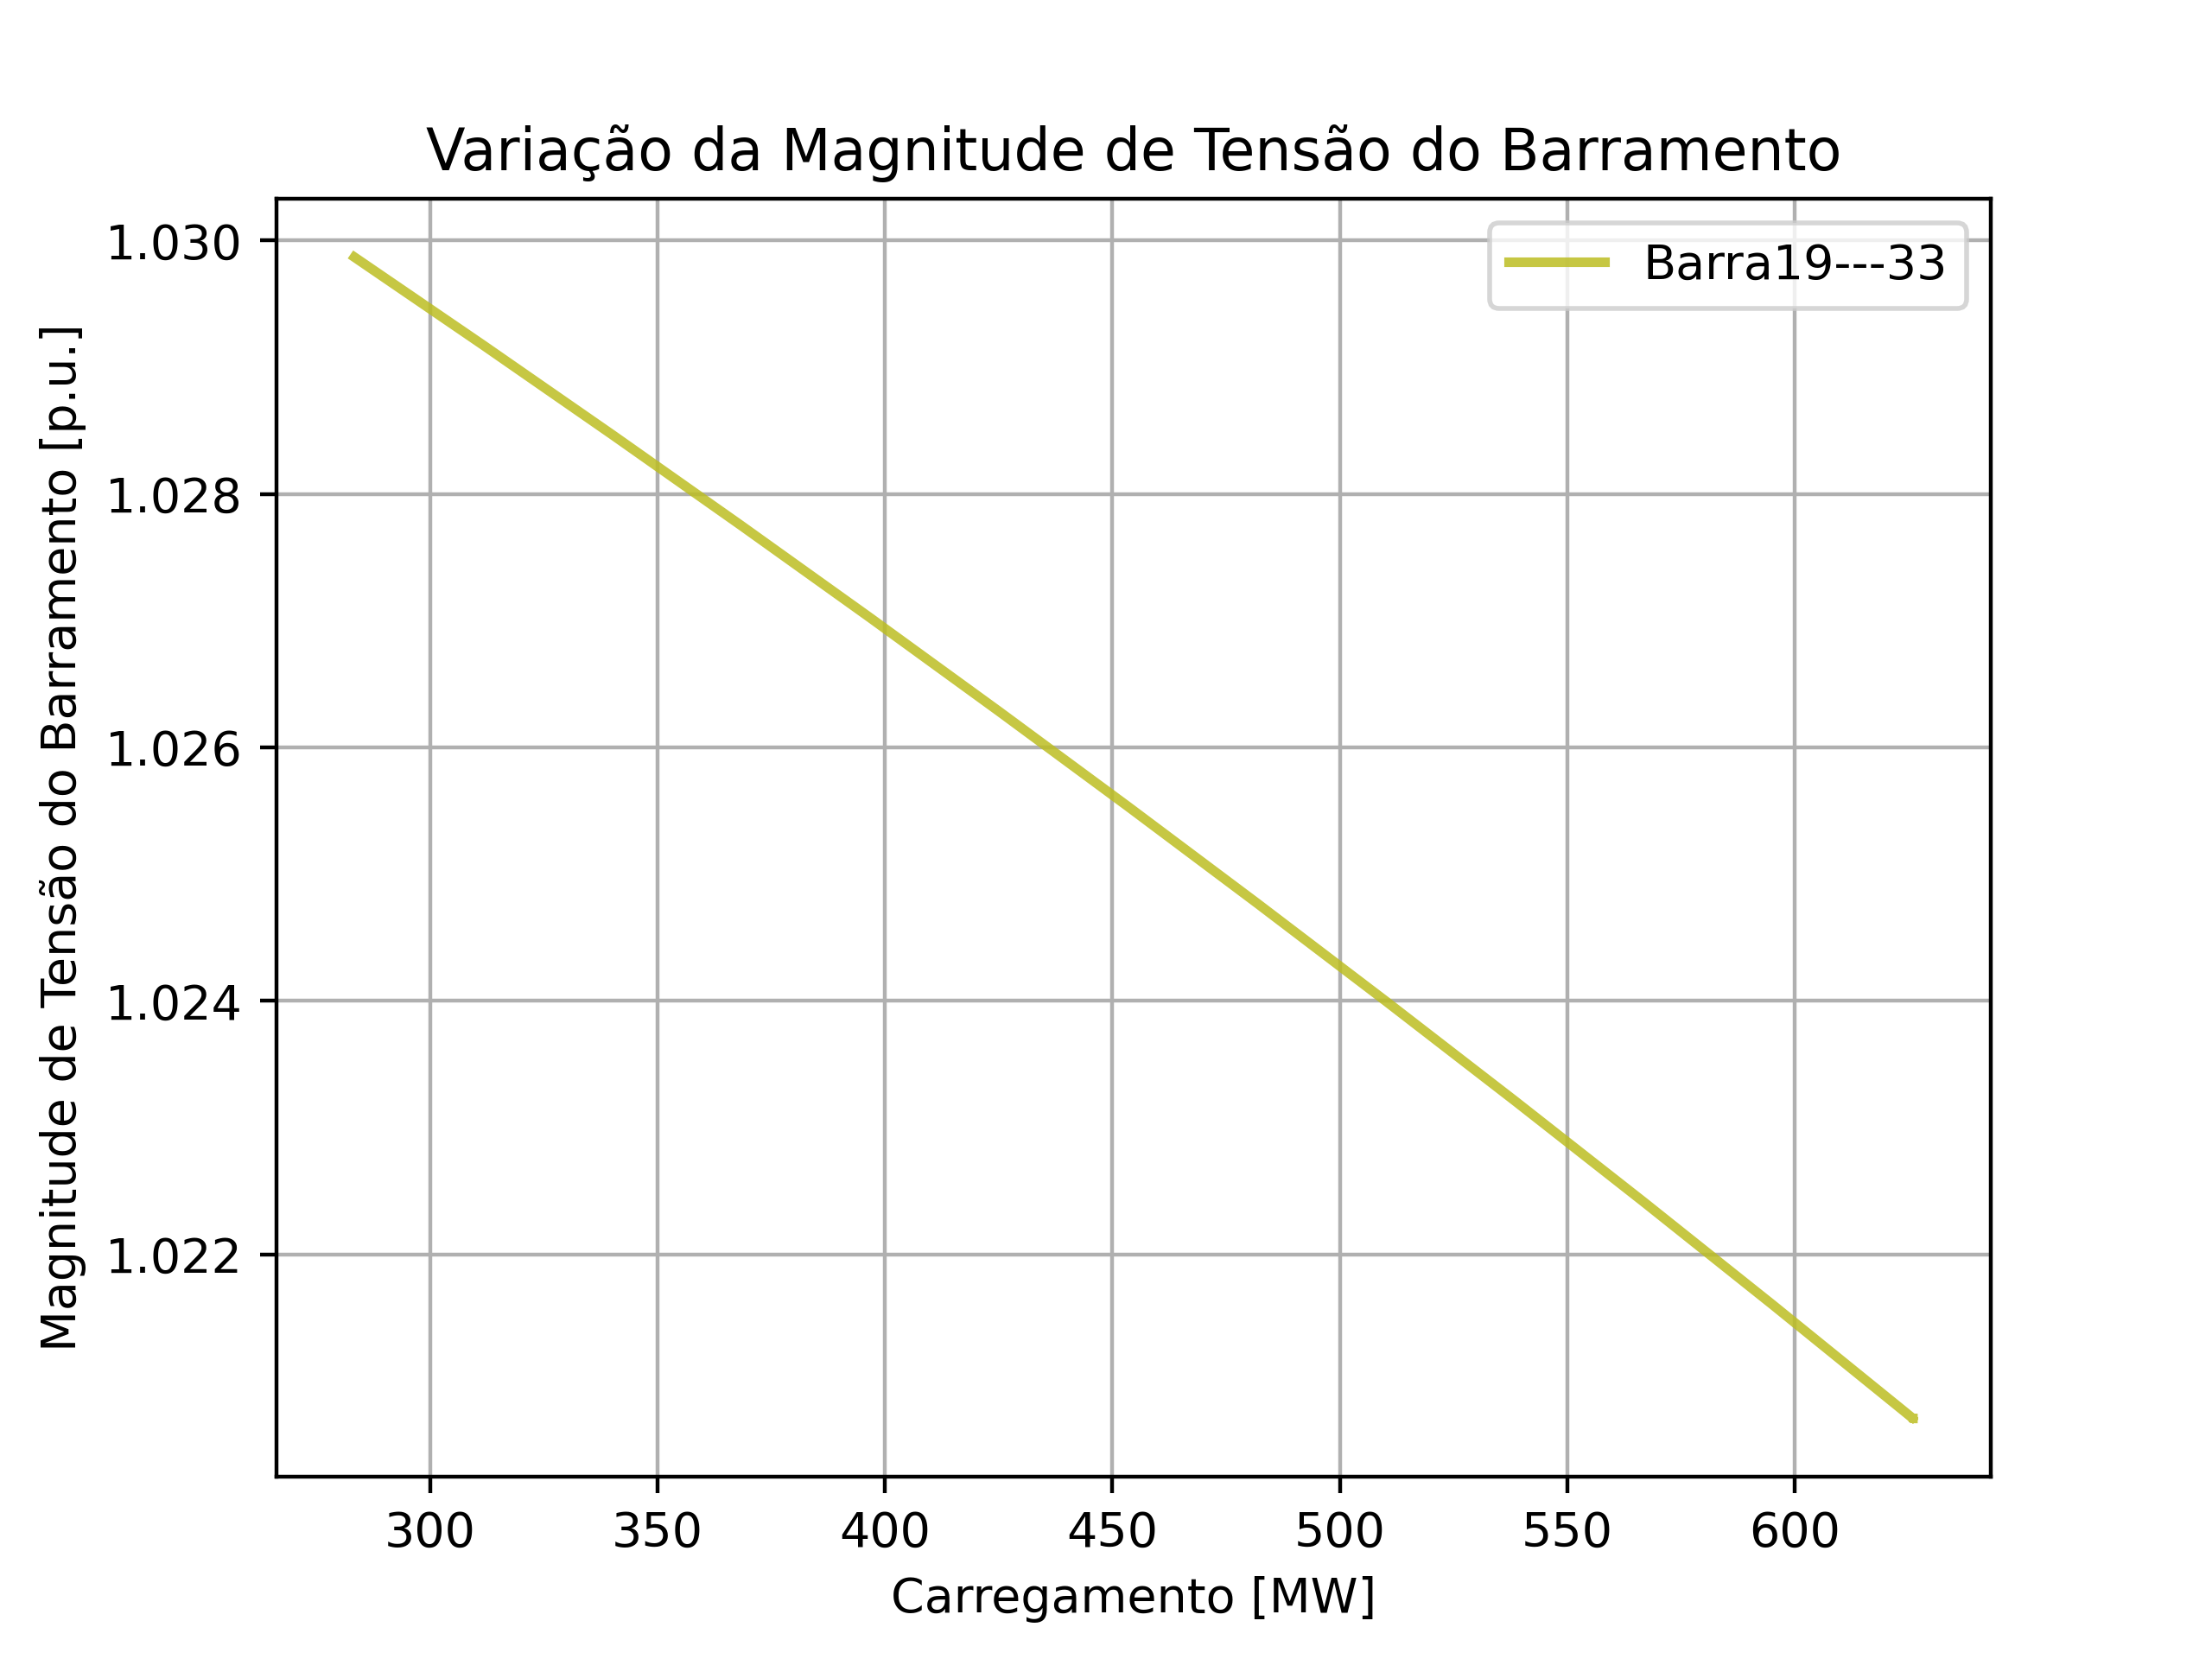 Variação da Magnitude de Tensão do Barramento
Barra19---33
Magnitude de Tensão do Barramento [p.u.]
1.030
1.028
1.026
1.024
1.022
300 350 400 450 500 550 600
Carregamento [MW]